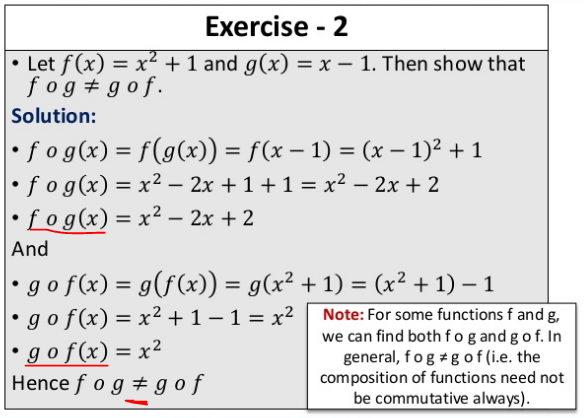 Exercise - 2
• Let f(x) = x² + 1 and g(x) = x − 1. Then show that
f o g ≠ g o f.
Solution:
• f o g(x) = f(g(x)) = f(x − 1) = (x − 1)² + 1
• f o g(x) = x² − 2x + 1 + 1 = x² − 2x + 2
• f o g(x) = x² − 2x + 2
And
• g o f(x) = g(f(x)) = g(x² + 1) = (x² + 1) − 1
• g o f(x) = x² + 1 − 1 = x²
• g o f(x) = x²
Hence f o g ≠ g o f
Note: For some functions f and g,
we can find both f o g and g o f. In
general, f o g ≠ g o f (i.e. the
composition of functions need not
be commutative always).